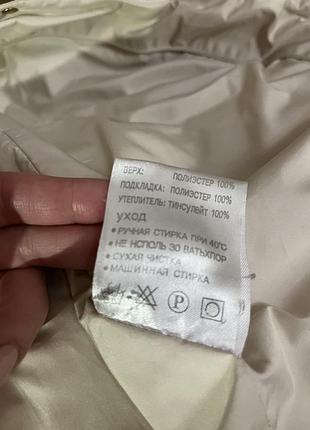 ВЕРХ: ПОЛИЭСТЕР 100%
ПОДКЛАДКА: ПОЛИЭСТЕР 100%
УТЕПЛИТЕЛЬ: ТИНСУЛЕЙТ 100%
УХОД
• РУЧНАЯ СТИРКА ПРИ 40°С
• НЕ ИСПОЛЬ ЗО ВАТЬХЛОР
• СУХАЯ ЧИСТКА
• МАШИННАЯ СТИРКА
P